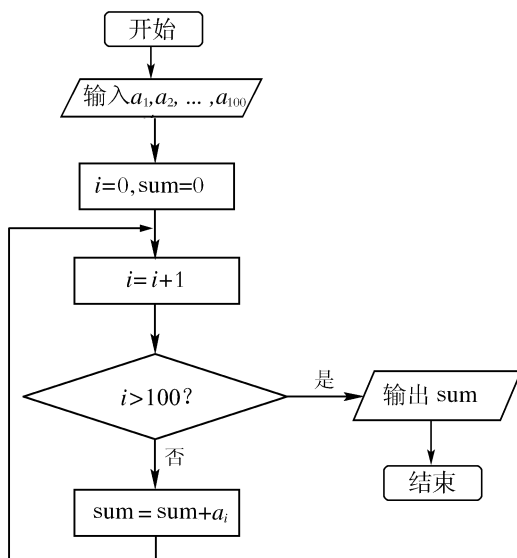 开始
输入a₁,a₂, … ,a₁₀₀
i=0,sum=0
i=i+1
i>100?
是
输出 sum
否
结束
sum=sum+aᵢ